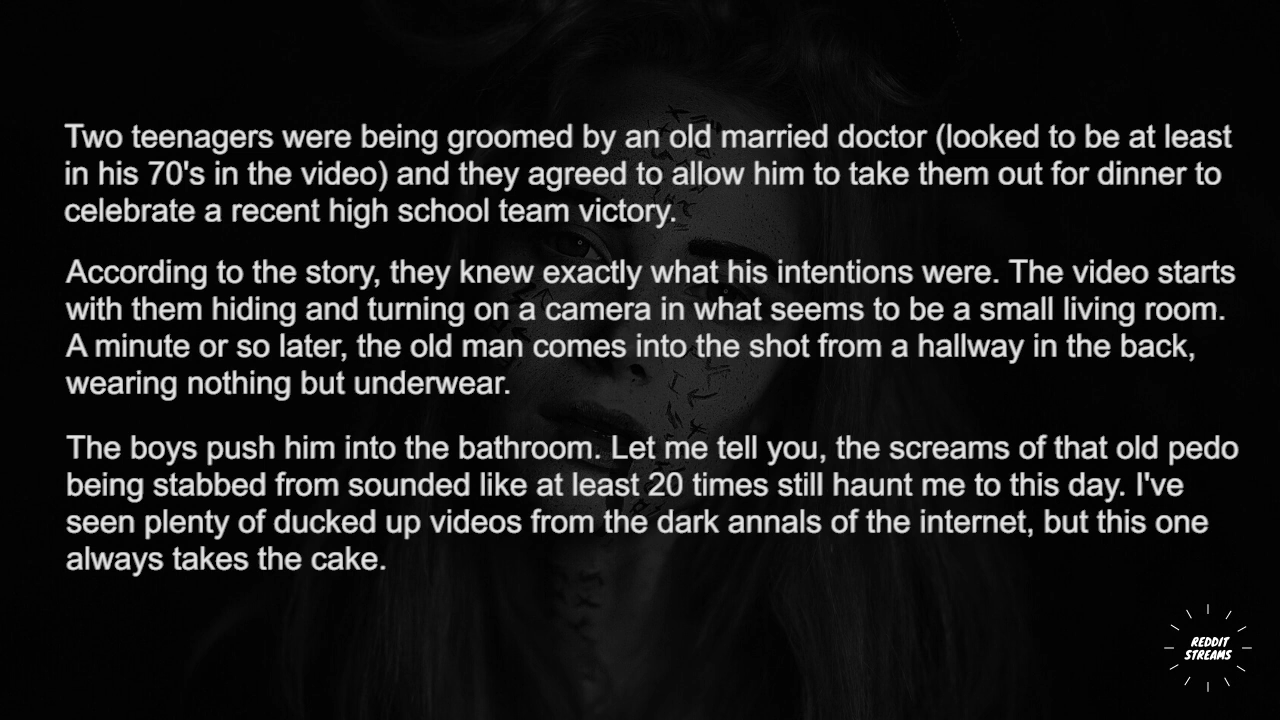 Two teenagers were being groomed by an old married doctor (looked to be at least
in his 70's in the video) and they agreed to allow him to take them out for dinner to
celebrate a recent high school team victory.
According to the story, they knew exactly what his intentions were. The video starts
with them hiding and turning on a camera in what seems to be a small living room.
A minute or so later, the old man comes into the shot from a hallway in the back,
wearing nothing but underwear.
The boys push him into the bathroom. Let me tell you, the screams of that old pedo
being stabbed from sounded like at least 20 times still haunt me to this day. I've
seen plenty of ducked up videos from the dark annals of the internet, but this one
always takes the cake.
REDDIT
STREAMS